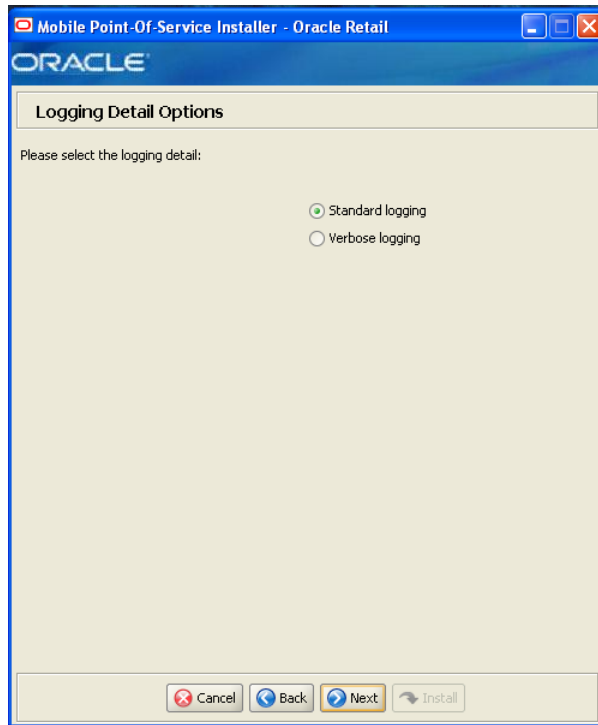 Mobile Point-Of-Service Installer - Oracle Retail
ORACLE
Logging Detail Options
Please select the logging detail:
Standard logging
Verbose logging
Cancel Back Next Install